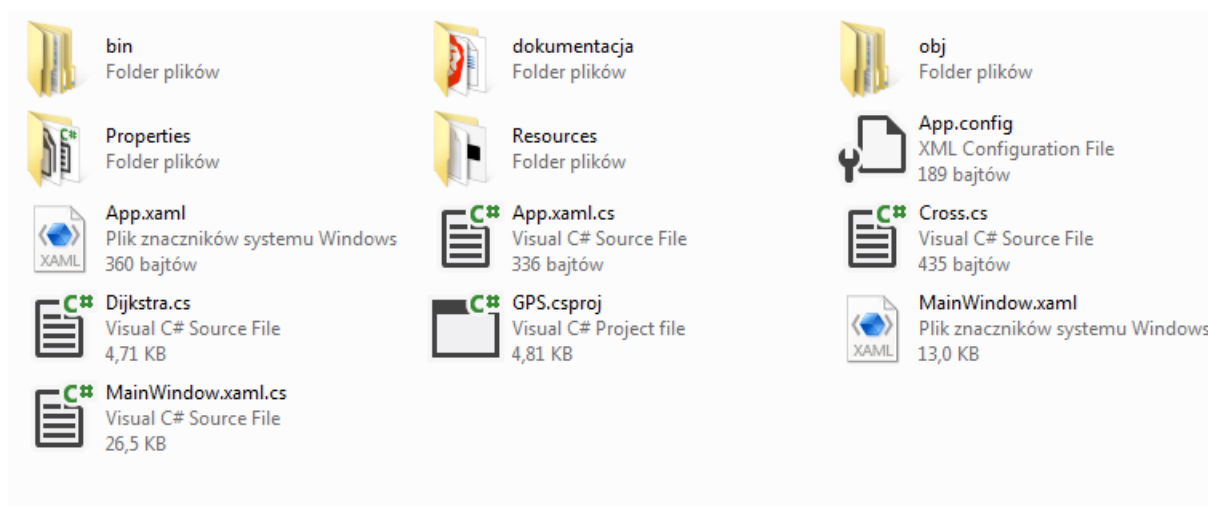 bin
Folder plików
dokumentacja
Folder plików
obj
Folder plików
Properties
Folder plików
Resources
Folder plików
App.config
XML Configuration File
189 bajtów
App.xaml
Plik znaczników systemu Windows
360 bajtów
App.xaml.cs
Visual C# Source File
336 bajtów
Cross.cs
Visual C# Source File
435 bajtów
Dijkstra.cs
Visual C# Source File
4,71 KB
GPS.csproj
Visual C# Project file
4,81 KB
MainWindow.xaml
Plik znaczników systemu Windows
13,0 KB
MainWindow.xaml.cs
Visual C# Source File
26,5 KB
C#
XAML
C#
C#
C#
C#
XAML
C#